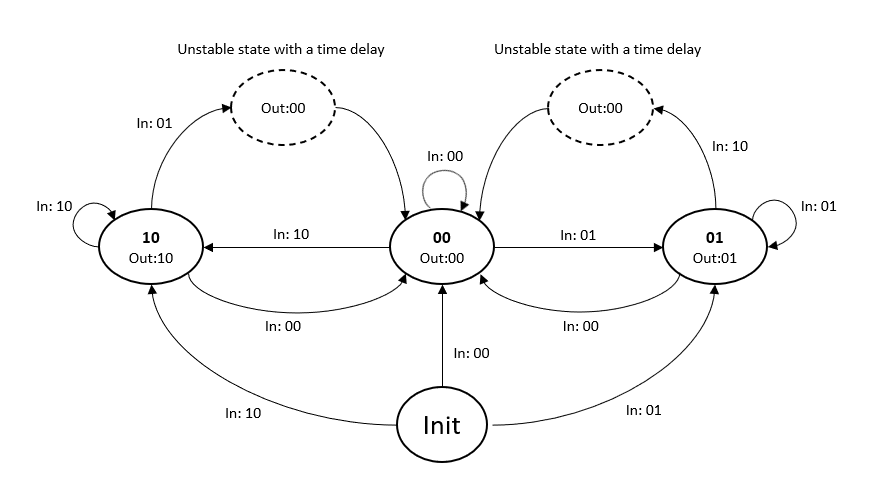 Unstable state with a time delay
Unstable state with a time delay
Out:00
Out:00
In: 01
In: 10
In: 00
In: 10
In: 01
10
Out:10
In: 10
00
Out:00
In: 01
01
Out:01
In: 00
In: 00
In: 00
In: 10
In: 01
Init